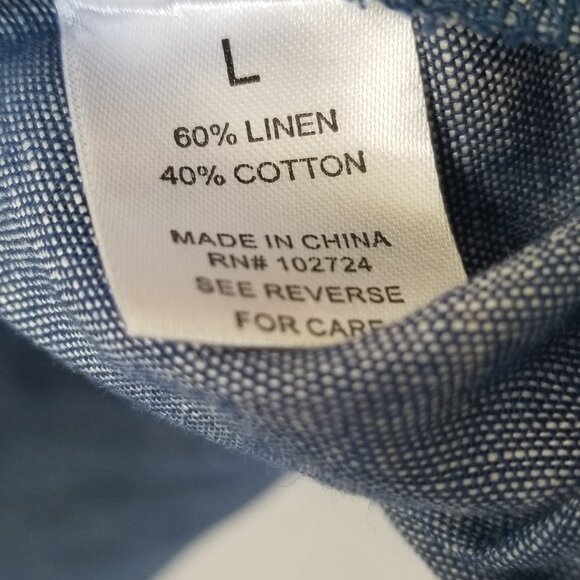 L
60% LINEN
40% COTTON
MADE IN CHINA
RN# 102724
SEE REVERSE
FOR CARE